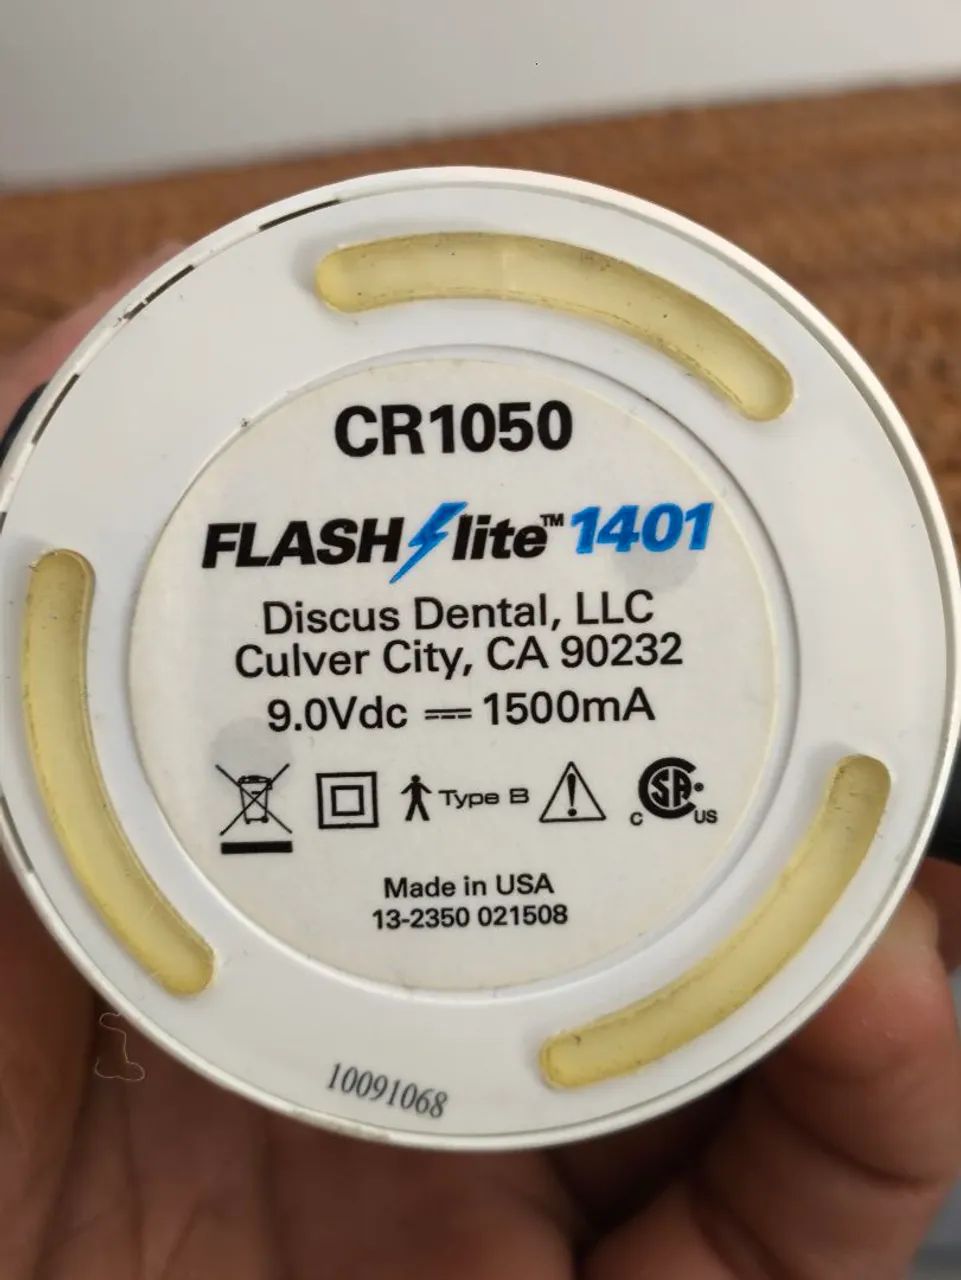 CR1050
FLASH lite™ 1401
Discus Dental, LLC
Culver City, CA 90232
9.0Vdc ⎓ 1500mA
Type B
C SA US
Made in USA
13-2350 021508
10091068